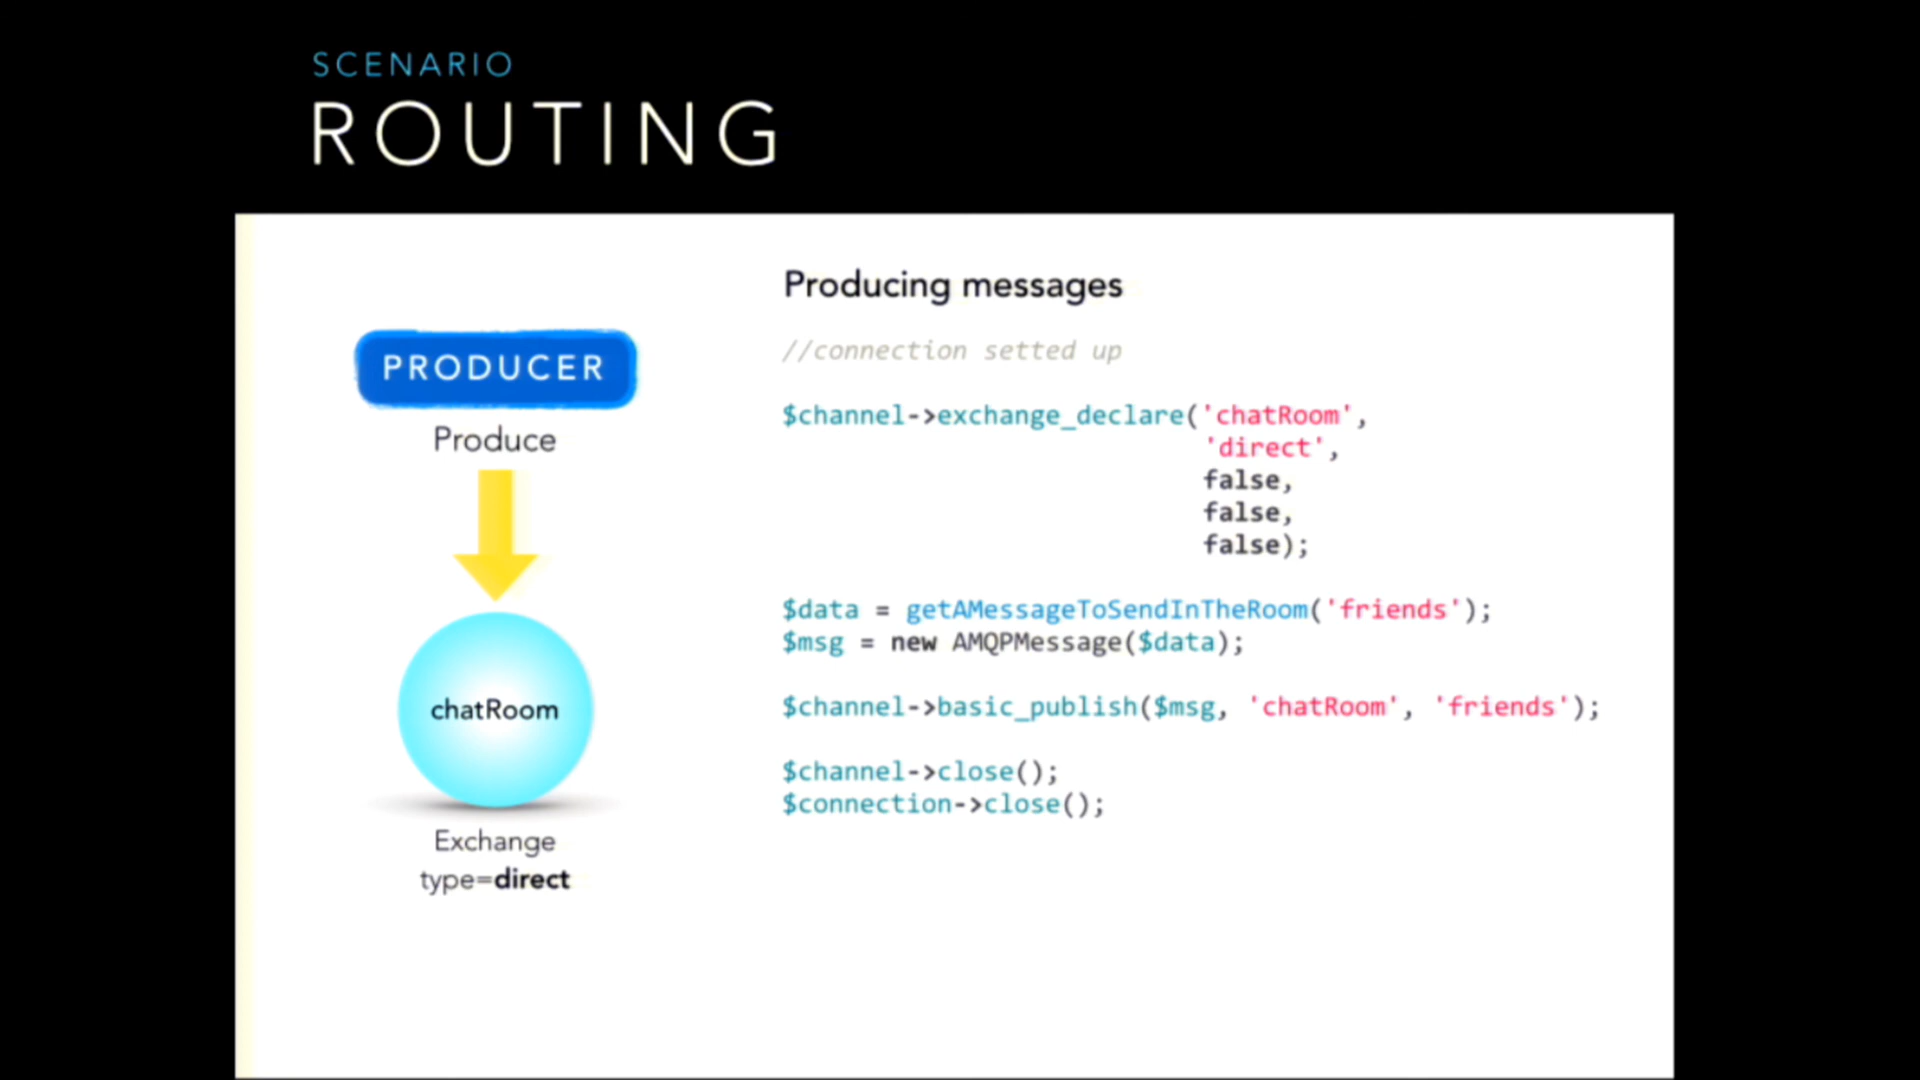 SCENARIO
ROUTING
PRODUCER
Produce
chatRoom
Exchange
type=direct
Producing messages
//connection setted up
$channel->exchange_declare('chatRoom',
'direct',
false,
false,
false);
$data = getAMessageToSendInTheRoom('friends');
$msg = new AMQPMessage($data);
$channel->basic_publish($msg, 'chatRoom', 'friends');
$channel->close();
$connection->close();